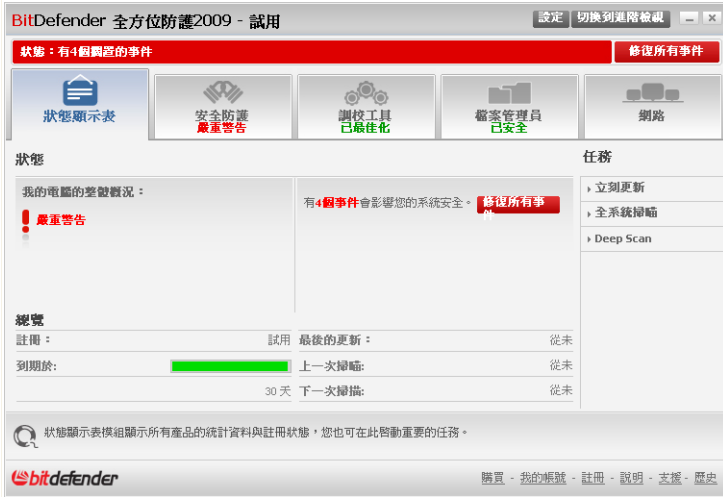 BitDefender 全方位防護2009 - 試用
設定
切換到進階檢視
狀態：有4個擱置的事件
修復所有事件
狀態顯示表
安全防護
嚴重警告
調校工具
已最佳化
檔案管理員
已安全
網路
狀態
任務
我的電腦的整體概況：
嚴重警告
有4個事件會影響您的系統安全。
修復所有事
件
立刻更新
全系統掃瞄
Deep Scan
總覽
註冊：
試用
最後的更新：
從未
到期於:
上一次掃瞄:
從未
30 天
下一次掃描:
從未
狀態顯示表模組顯示所有產品的統計資料與註冊狀態，您也可在此啓動重要的任務。
bitdefender
購買 - 我的帳號 - 註冊 - 說明 - 支援 - 歷史